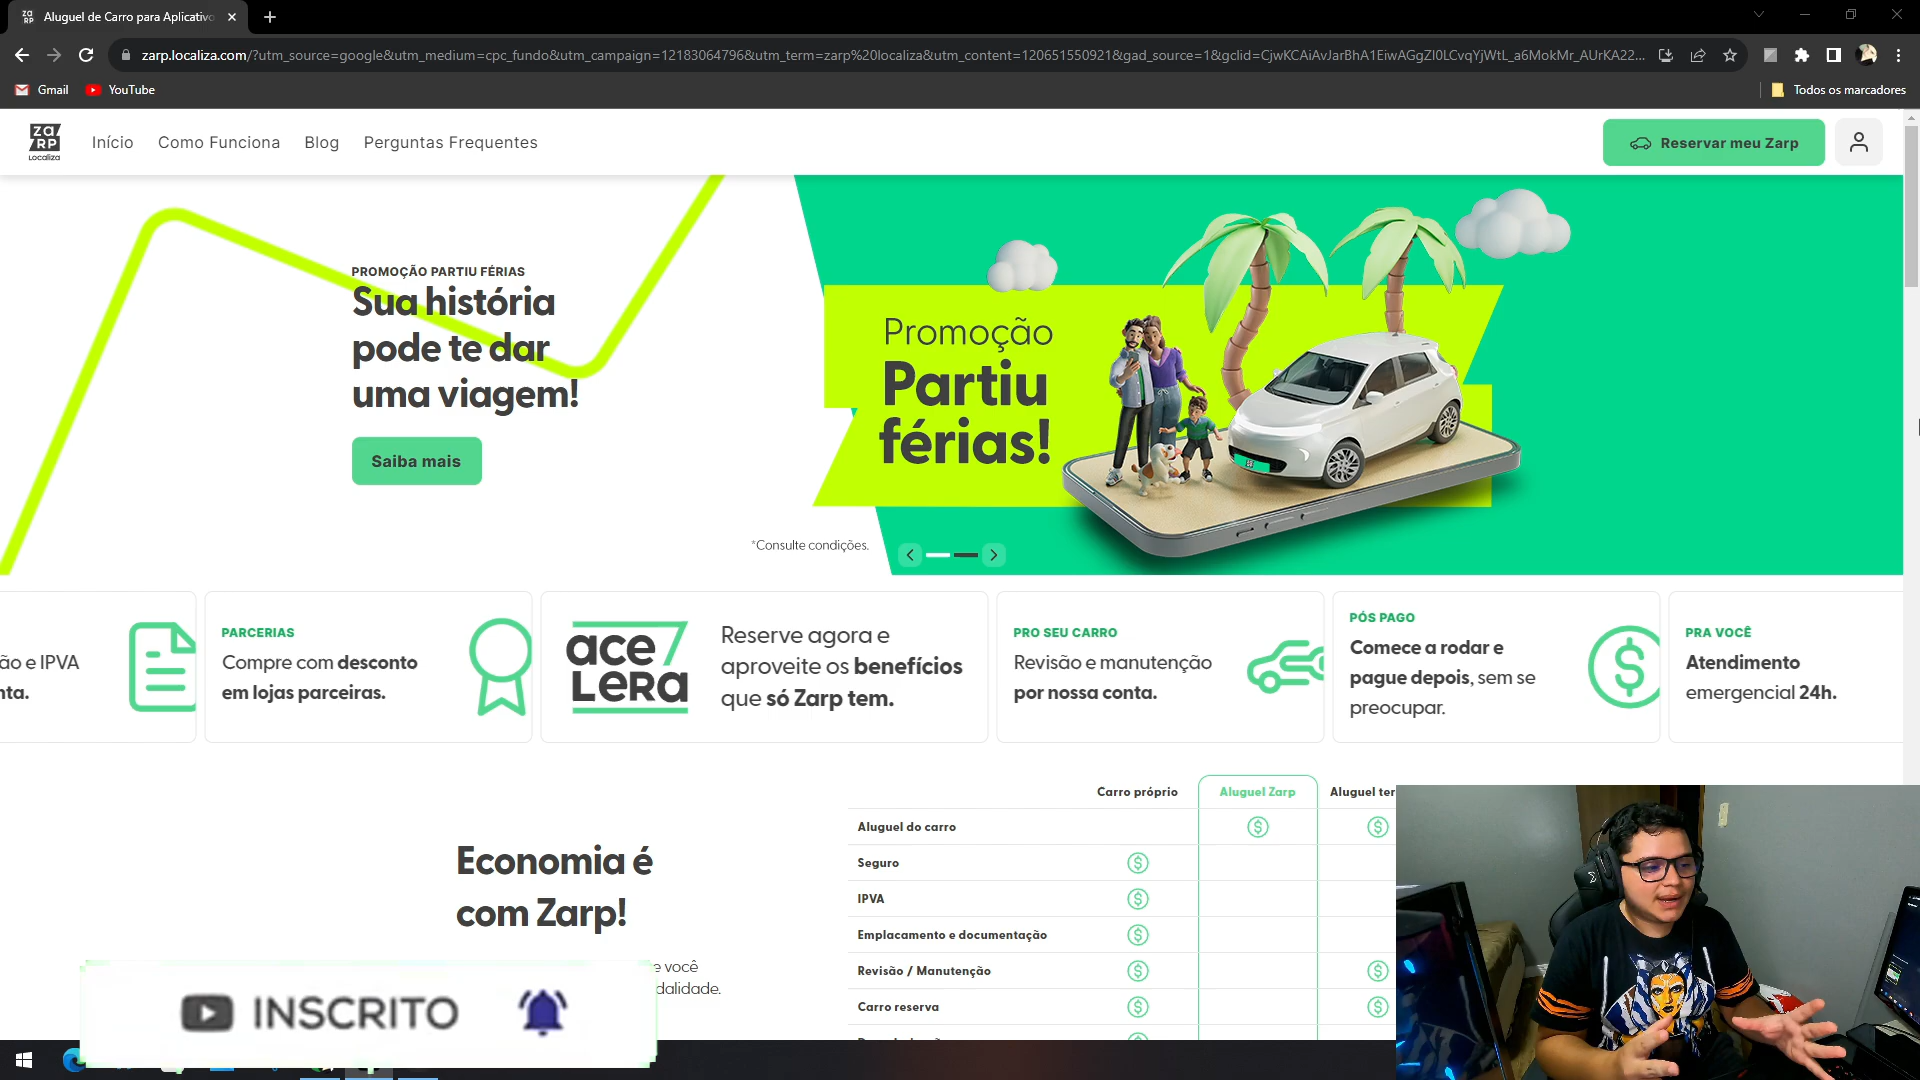 Aluguel de Carro para Aplicativo
zarp.localiza.com/?utm_source=google&utm_medium=cpc_fundo&utm_campaign=12183064796&utm_term=zarp%20localiza&utm_content=120651550921&gad_source=1&gclid=CjwKCAiAvJarBhA1EiwAGgZl0LCvqYjWtL_a6MokMr_AUrKA22...
Gmail
YouTube
Todos os marcadores
za/
/RP
Localiza
Início
Como Funciona
Blog
Perguntas Frequentes
Reservar meu Zarp
PROMOÇÃO PARTIU FÉRIAS
Sua história
pode te dar
uma viagem!
Saiba mais
*Consulte condições.
Promoção
Partiu
férias!
ão e IPVA
nta.
PARCERIAS
Compre com desconto
em lojas parceiras.
ace/
LeRa
Reserve agora e
aproveite os benefícios
que só Zarp tem.
PRO SEU CARRO
Revisão e manutenção
por nossa conta.
PÓS PAGO
Comece a rodar e
pague depois, sem se
preocupar.
PRA VOCÊ
Atendimento
emergencial 24h.
Economia é
com Zarp!
e você
dalidade.
Carro próprio
Aluguel Zarp
Aluguel ter
Aluguel do carro
Seguro
IPVA
Emplacamento e documentação
Revisão / Manutenção
Carro reserva
INSCRITO